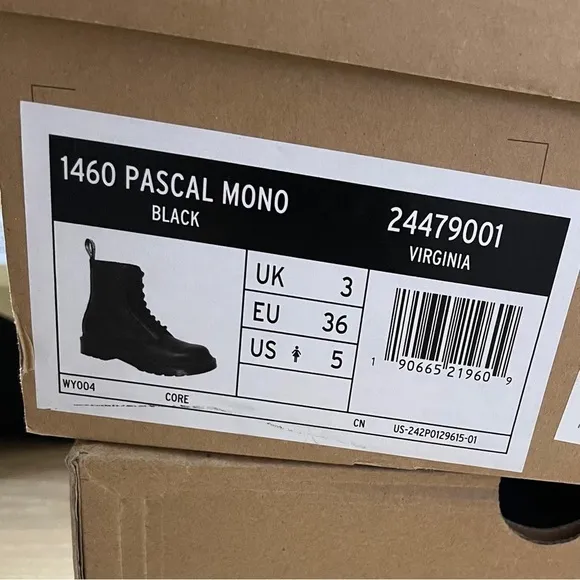 1460 PASCAL MONO
BLACK
24479001
VIRGINIA
UK 3
EU 36
US 5
1 90665 21960 9
WY004
CORE
CN
US-242P0129615-01